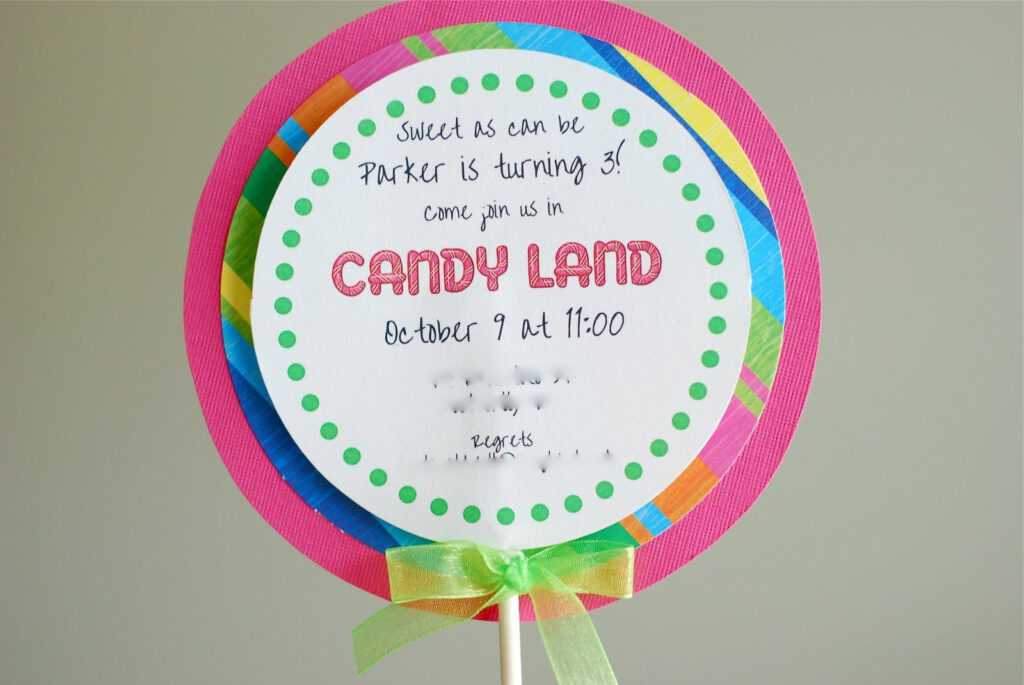 Sweet as can be
Parker is turning 3!
come join us in
CANDY LAND
October 9 at 11:00
Regrets